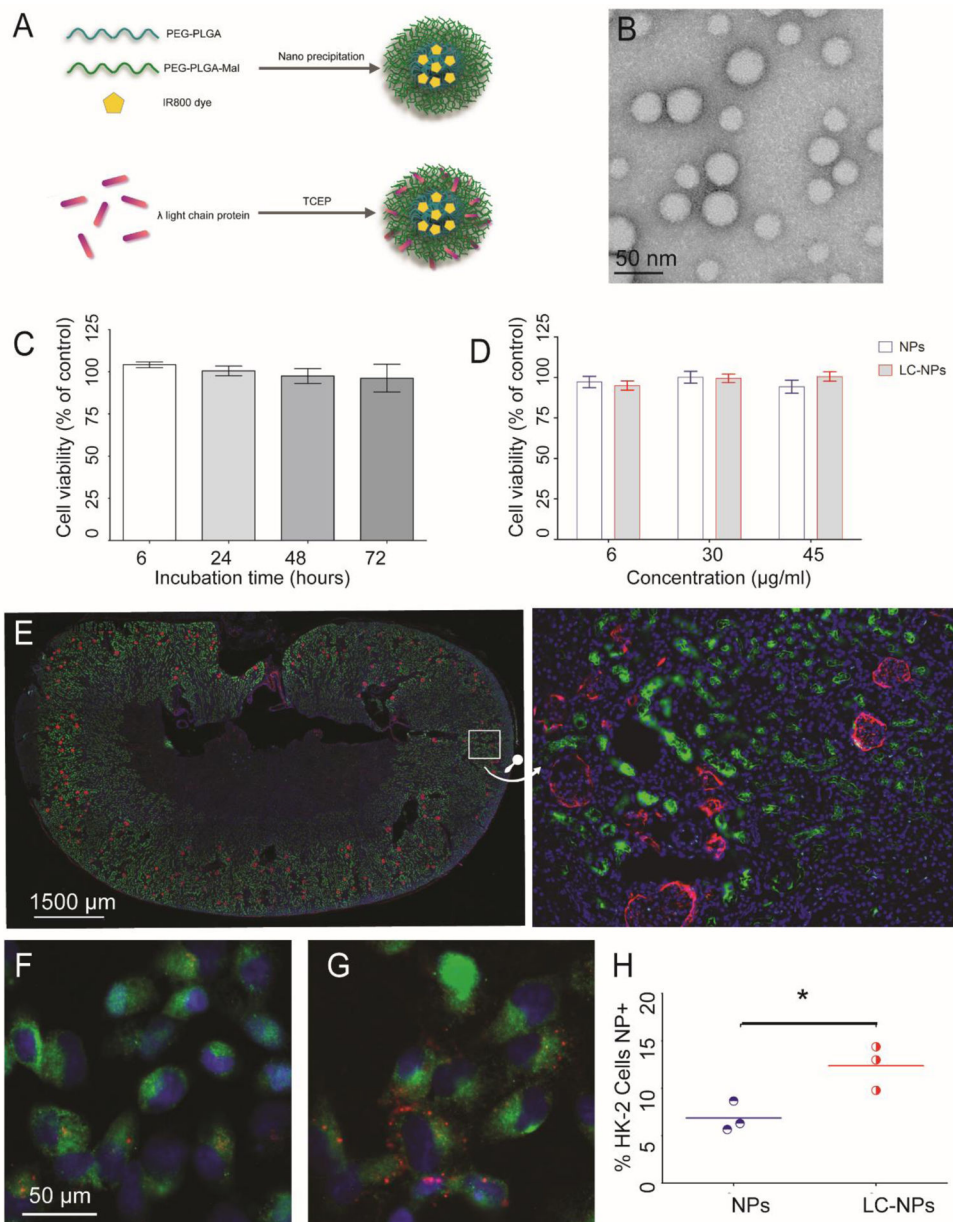 A
PEG-PLGA
PEG-PLGA-Mal
IR800 dye
Nano precipitation
λ light chain protein
TCEP
B
50 nm
C
Cell viability (% of control)
125
100
75
50
25
0
6 24 48 72
Incubation time (hours)
D
Cell viability (% of control)
125
100
75
50
25
0
6 30 45
Concentration (µg/ml)
NPs
LC-NPs
E
1500 µm
F
50 µm
G
H
% HK-2 Cells NP+
20
15
10
5
0
*
NPs LC-NPs